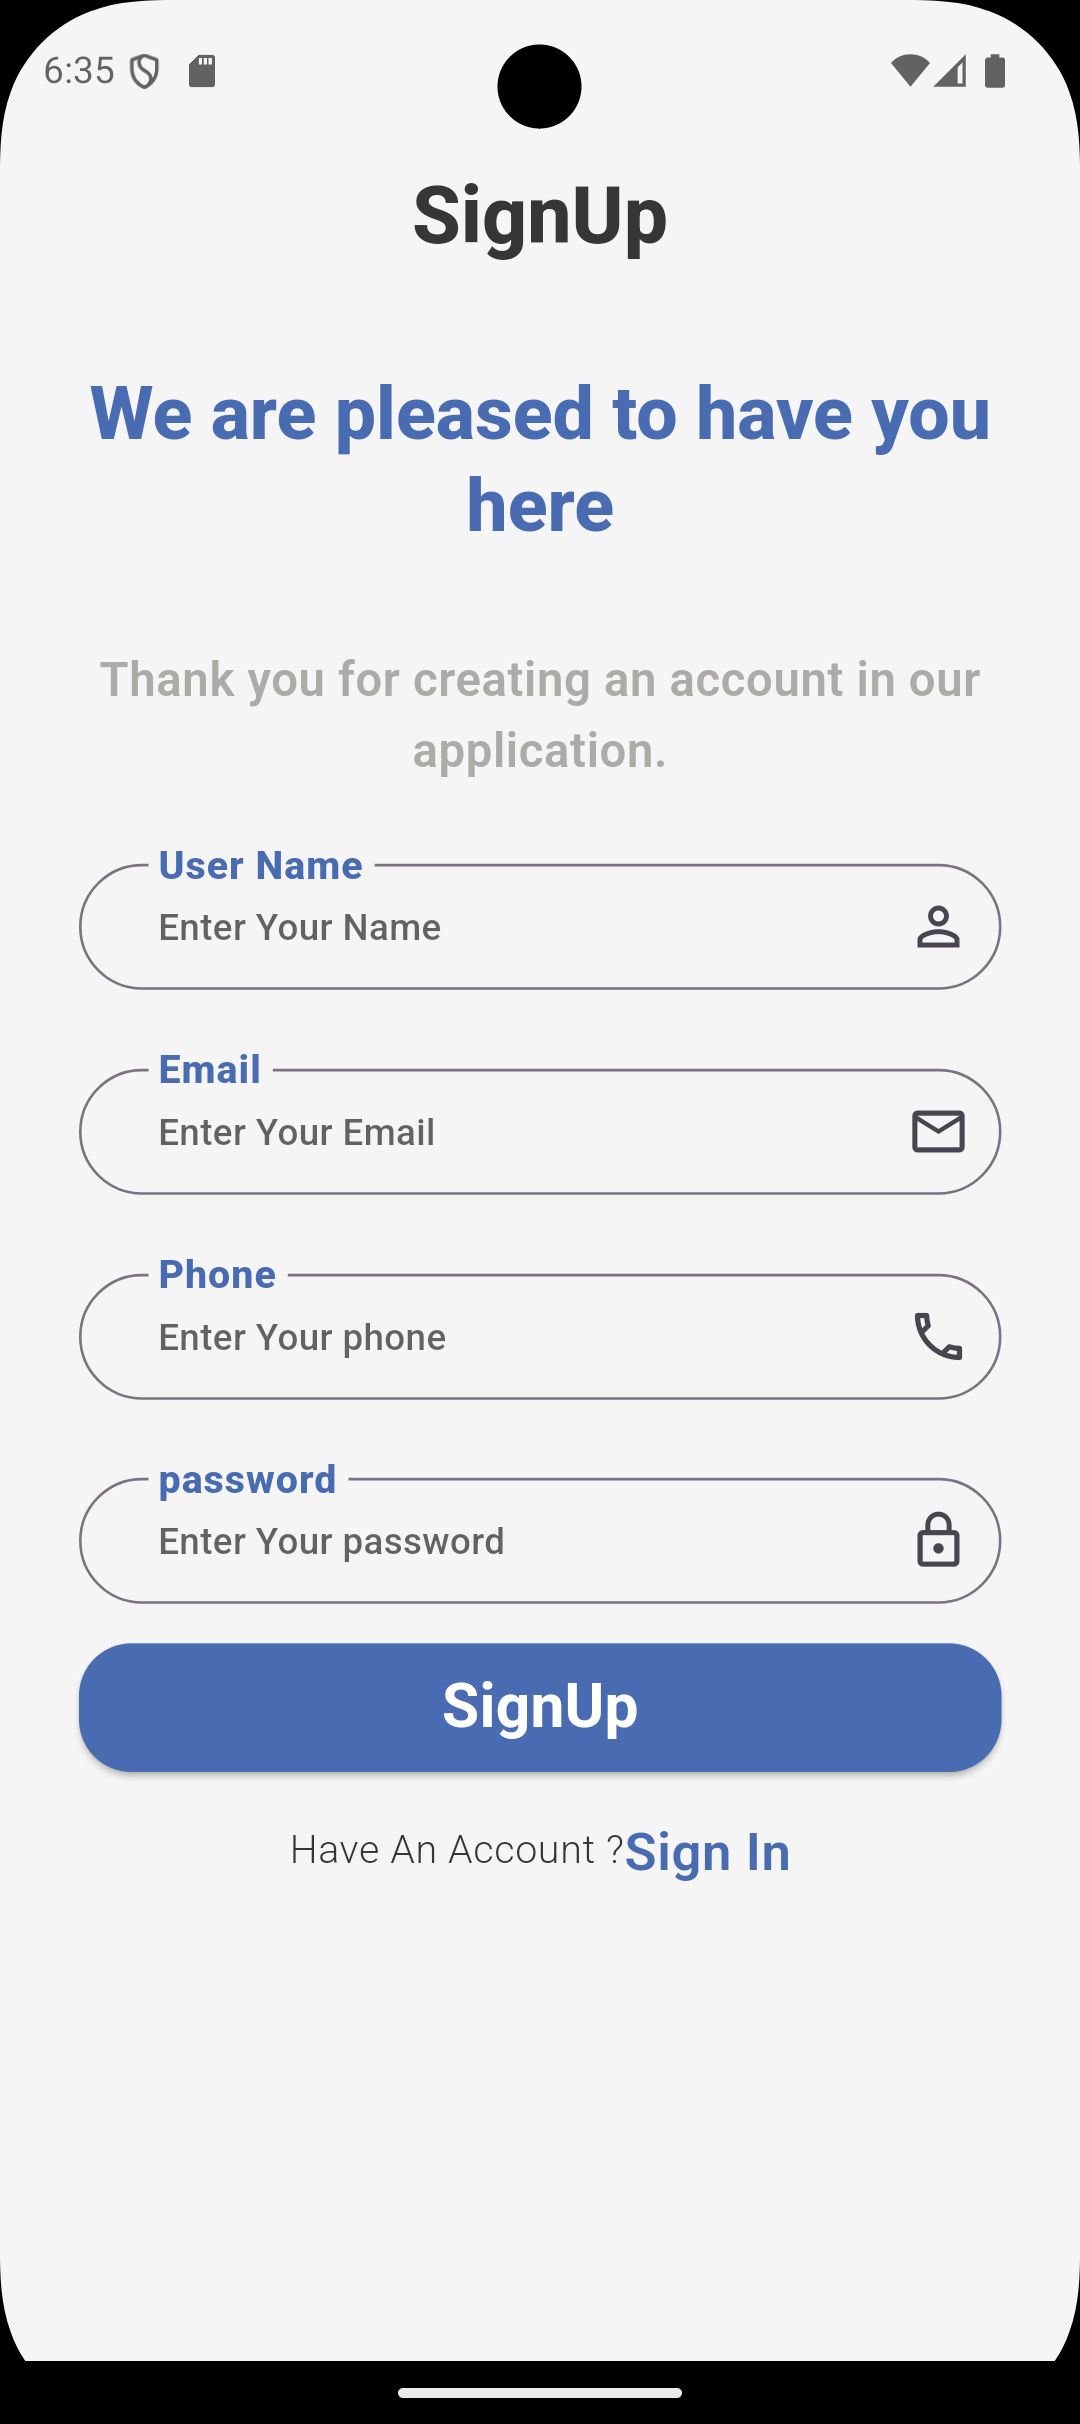 6:35
SignUp
We are pleased to have you
here
Thank you for creating an account in our
application.
User Name
Enter Your Name
Email
Enter Your Email
Phone
Enter Your phone
password
Enter Your password
SignUp
Have An Account ?Sign In